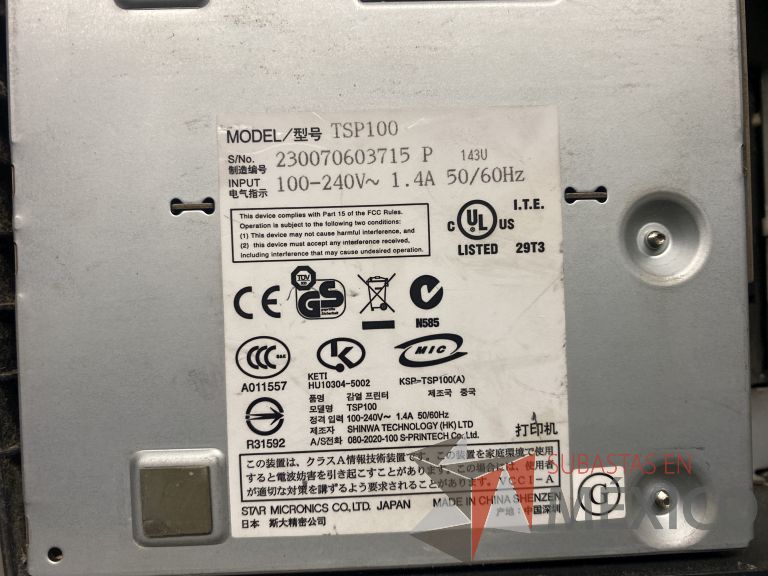 MODEL/型号 TSP100
S/No. 制造编号 230070603715 P 143U
INPUT 电气指示 100-240V~ 1.4A 50/60Hz
This device complies with Part 15 of the FCC Rules.
Operation is subject to the following two conditions:
(1) This device may not cause harmful interference, and
(2) this device must accept any interference received,
including interference that may cause undesired operation.
C UL US I.T.E.
LISTED 29T3
CE TÜV GS
N585
CCC S&E
A011557
KETI
HU10304-5002
MIC
KSP-TSP100(A)
품명 감열 프린터 제조국 중국
모델명 TSP100
정격 입력 100-240V~ 1.4A 50/60Hz
제조자 SHINWA TECHNOLOGY (HK) LTD
A/S전화 080-2020-100 S-PRINTECH Co., Ltd.
R31592
打印机
この装置は、クラスA情報技術装置です。この装置を家庭環境で使用
すると電波妨害を引き起こすことがあります。この場合には、使用者
が適切な対策を講ずるよう要求されることがあります。VCCI-A
STAR MICRONICS CO.,LTD. JAPAN MADE IN CHINA SHENZEN
日本 斯大精密公司 产地:中国深圳
G
SUBASTAS EN
MÉXICO